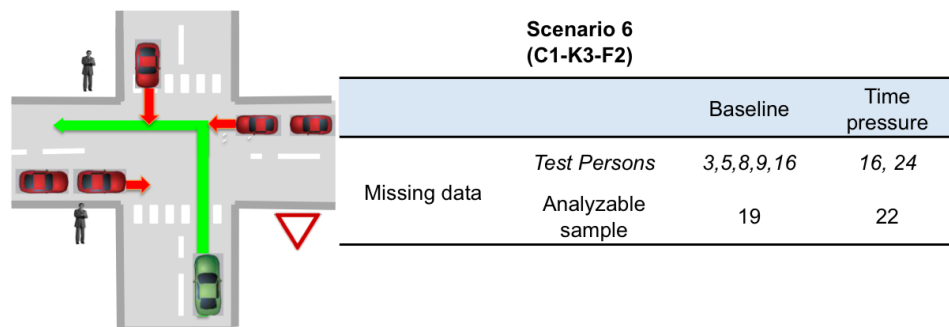 Scenario 6
(C1-K3-F2)
Baseline
Time
pressure
Missing data
Test Persons
3,5,8,9,16
16, 24
Analyzable
sample
19
22